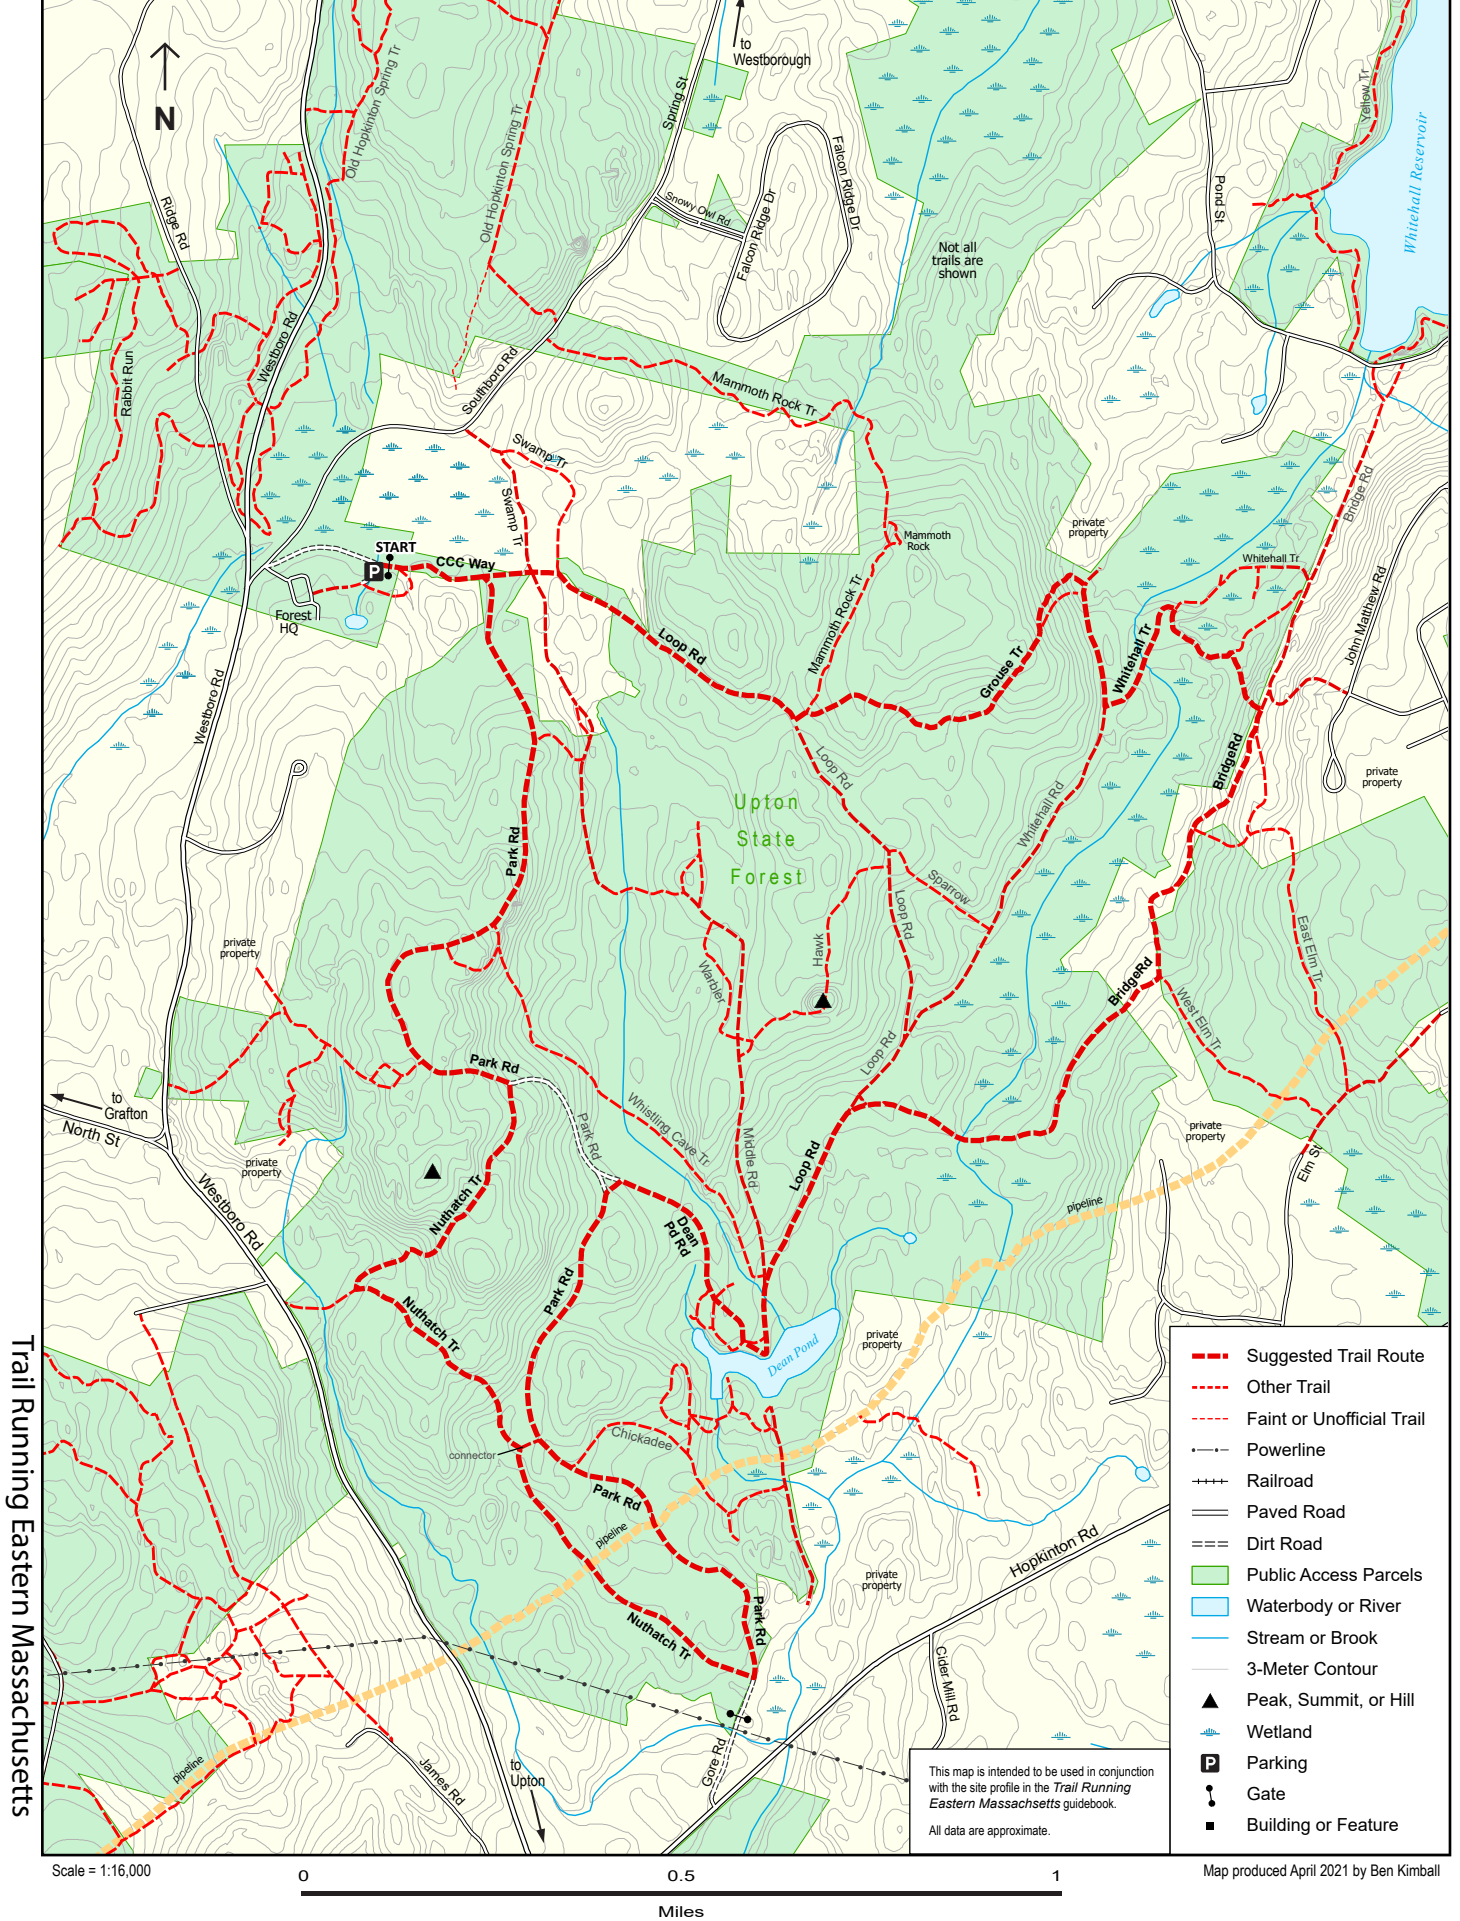 to
Westborough
N
Old Hopkinton Spring Tr
Old Hopkinton Spring Tr
Spring St
Yellow Tr
Whitehall Reservoir
Ridge Rd
Snowy Owl Rd
Falcon Ridge Dr
Falcon Ridge Dr
Pond St
Not all
trails are
shown
Westboro Rd
Rabbit Run
Southboro Rd
Mammoth Rock Tr
Swamp Tr
Swamp Tr
Bridge Rd
START
P
CCC Way
Mammoth
Rock
private
property
Whitehall Tr
John Matthew Rd
Forest
HQ
Loop Rd
Mammoth Rock Tr
Grouse Tr
Whitehall Tr
Westboro Rd
Loop Rd
BridgeRd
private
property
Upton
State
Forest
Whitehall Rd
Park Rd
Sparrow
Loop Rd
Hawk
East Elm Tr
private
property
Warbler
BridgeRd
West Elm Tr
Loop Rd
Park Rd
to
Grafton
North St
Park Rd
Whistling Cave Tr
Middle Rd
Loop Rd
private
property
private
property
Elm St
Westboro Rd
Nuthatch Tr
pipeline
Dean
Pd Rd
Park Rd
Nuthatch Tr
Dean Pond
private
property
Chickadee
connector
Park Rd
pipeline
Hopkinton Rd
private
property
Park Rd
Nuthatch Tr
Cider Mill Rd
Gore Rd
pipeline
James Rd
to
Upton
Trail Running Eastern Massachusetts
Suggested Trail Route
Other Trail
Faint or Unofficial Trail
Powerline
Railroad
Paved Road
Dirt Road
Public Access Parcels
Waterbody or River
Stream or Brook
3-Meter Contour
Peak, Summit, or Hill
Wetland
P Parking
Gate
Building or Feature
This map is intended to be used in conjunction
with the site profile in the Trail Running
Eastern Massachsetts guidebook.
All data are approximate.
Scale = 1:16,000
0 0.5 1
Miles
Map produced April 2021 by Ben Kimball